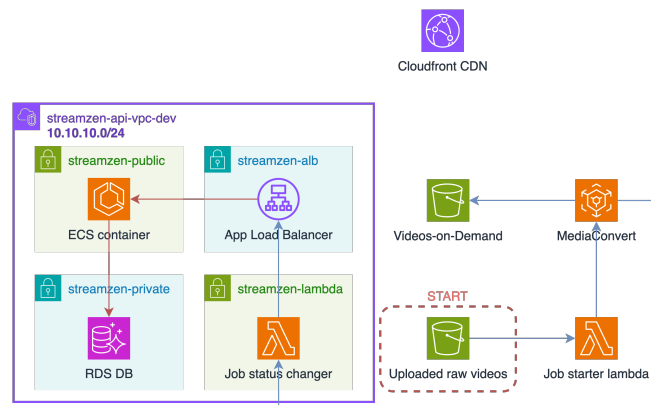 Cloudfront CDN
streamzen-api-vpc-dev
10.10.10.0/24
streamzen-public
streamzen-alb
ECS container
App Load Balancer
Videos-on-Demand
MediaConvert
streamzen-private
streamzen-lambda
START
RDS DB
Job status changer
Uploaded raw videos
Job starter lambda